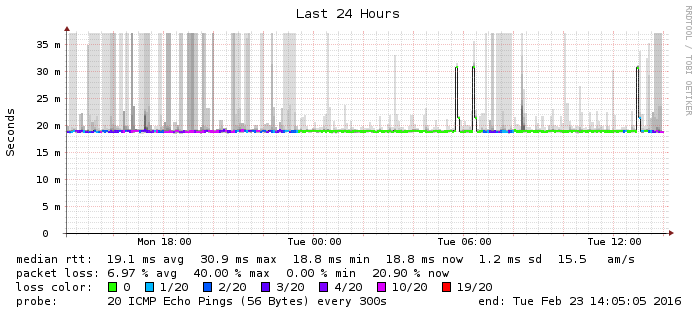 Last 24 Hours
RRDTOOL / TOBI OETIKER
Seconds
35 m
30 m
25 m
20 m
15 m
10 m
5 m
0
Mon 18:00 Tue 00:00 Tue 06:00 Tue 12:00
median rtt: 19.1 ms avg 30.9 ms max 18.8 ms min 18.8 ms now 1.2 ms sd 15.5 am/s
packet loss: 6.97 % avg 40.00 % max 0.00 % min 20.90 % now
loss color: 0 1/20 2/20 3/20 4/20 10/20 19/20
probe: 20 ICMP Echo Pings (56 Bytes) every 300s end: Tue Feb 23 14:05:05 2016